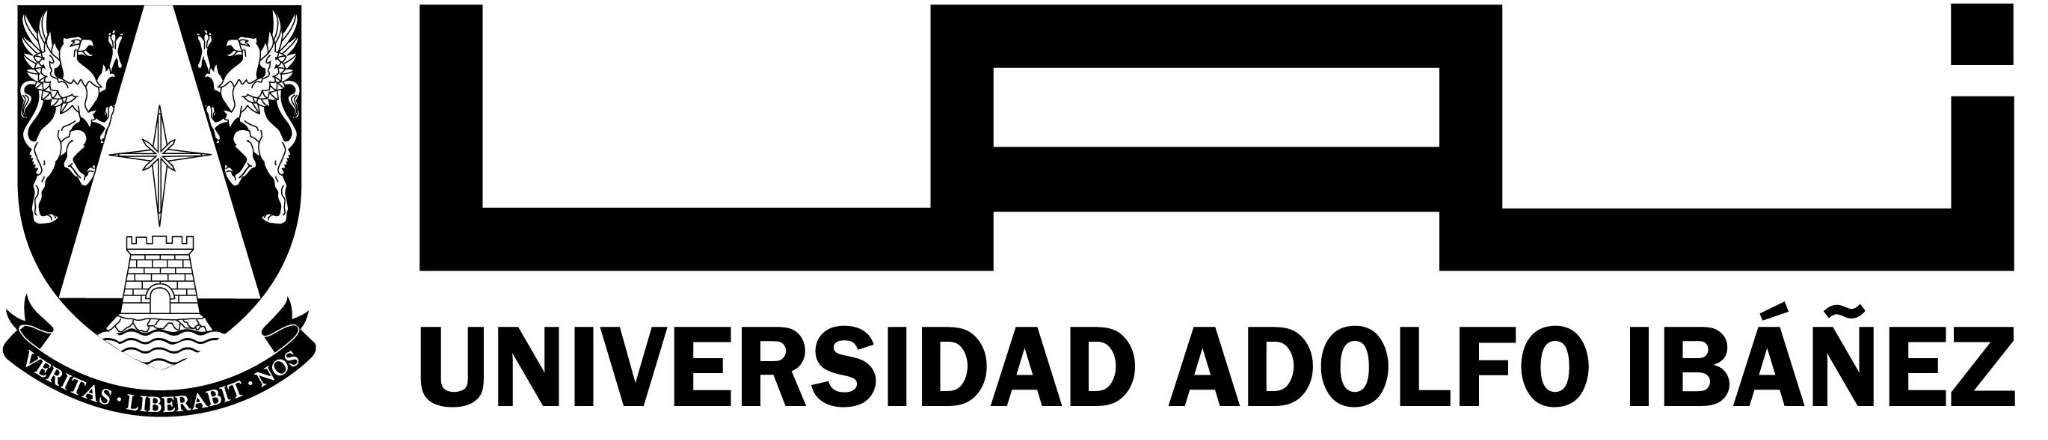 VERITAS · LIBERABIT · NOS
UAi
UNIVERSIDAD ADOLFO IBÁÑEZ